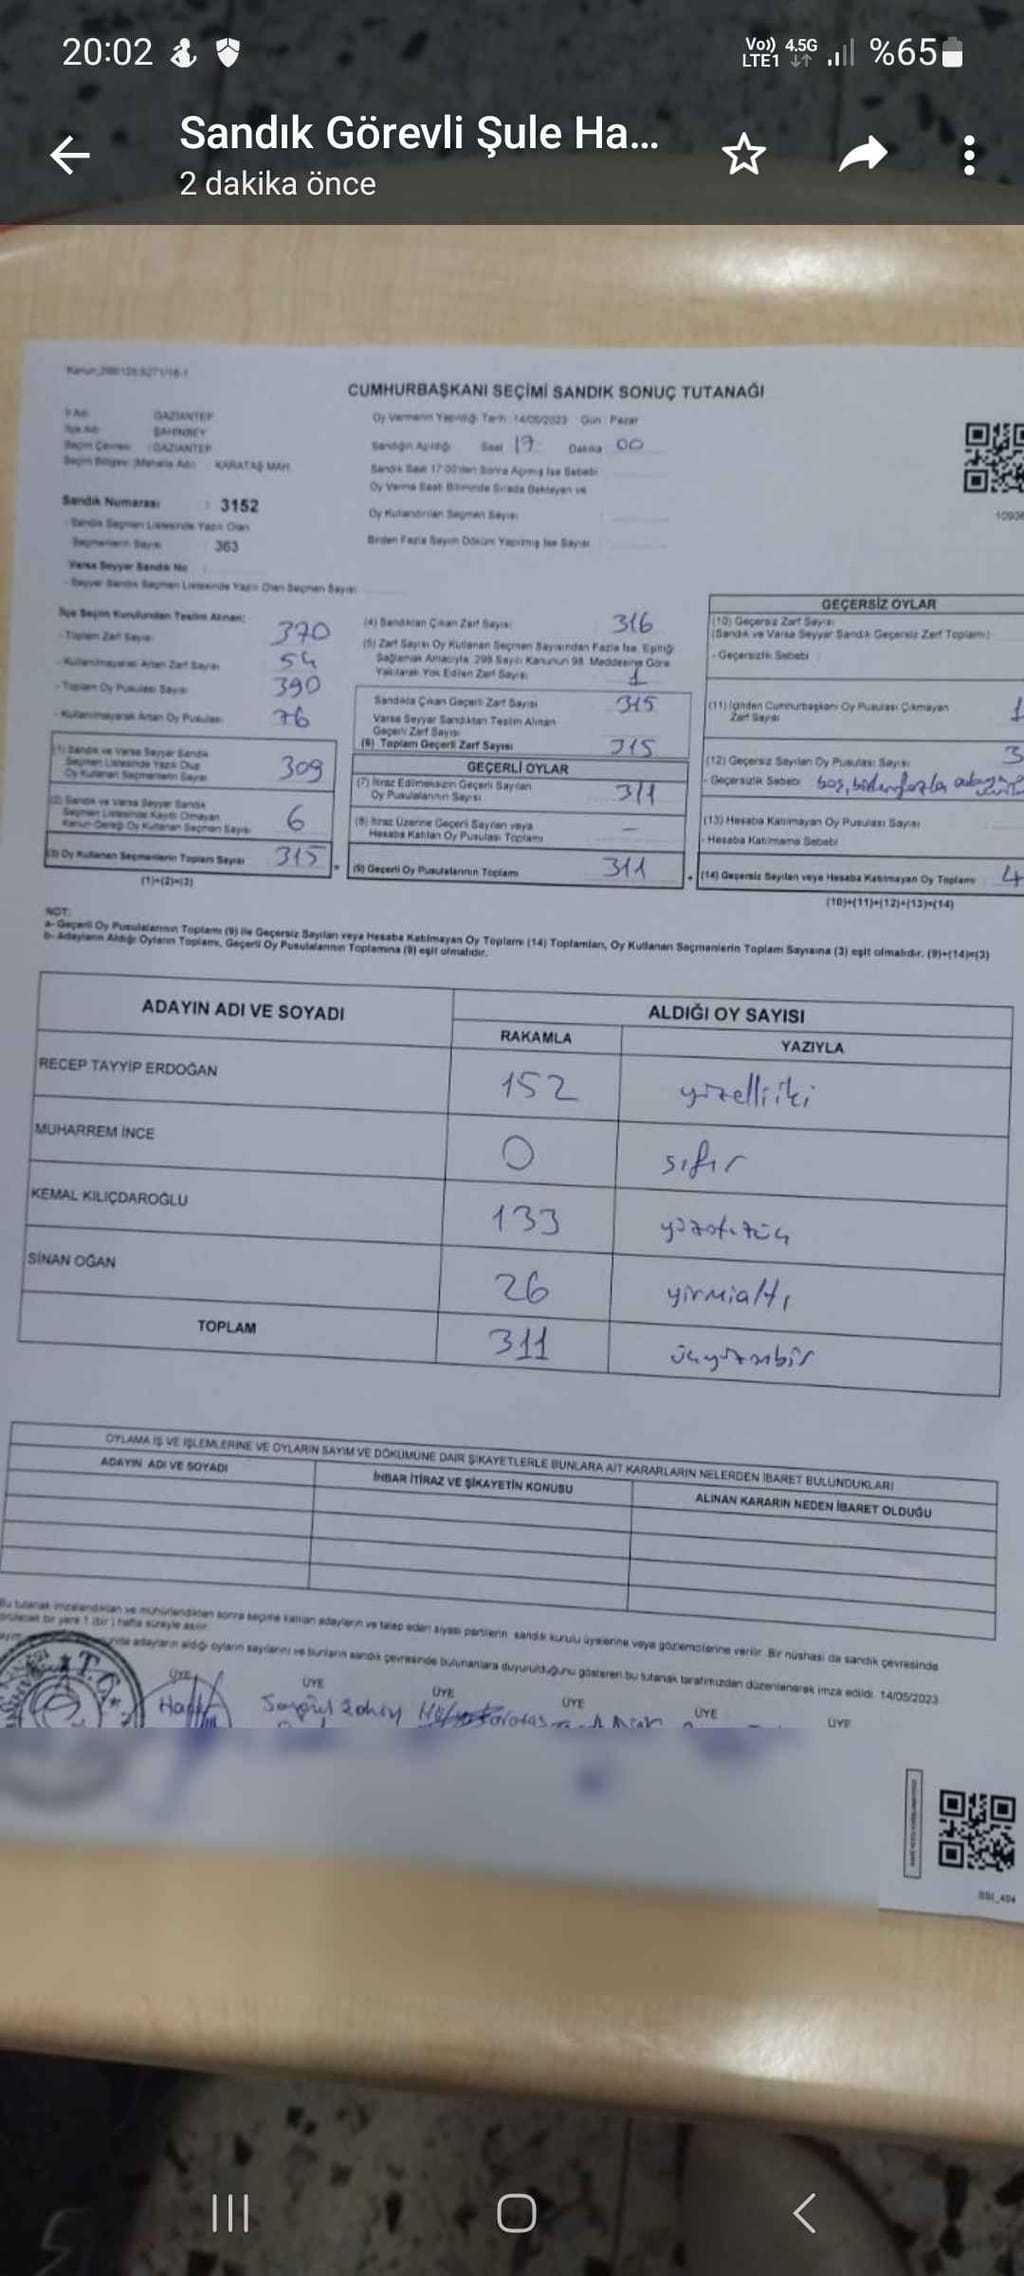 20:02
Vo)) 4.5G
LTE1
%65
Sandık Görevli Şule Ha...
2 dakika önce
CUMHURBAŞKANI SEÇİMİ SANDIK SONUÇ TUTANAĞI
İl Adı GAZİANTEP
İlçe Adı ŞAHİNBEY
Seçim Çevresi : GAZİANTEP
Seçim Bölgesi (Mahalle Adı) : KARATAŞ MAH.
Sandık Numarası : 3152
- Sandık Seçmen Listesinde Yazılı Olan
Seçmenlerin Sayısı : 363
Varsa Seyyar Sandık No
- Seyyar Sandık Seçmen Listesinde Yazılı Olan Seçmen Sayısı
Oy Vermenin Yapıldığı Tarih : 14/05/2023 Gün : Pazar
Sandığın Açıldığı Saat 17 Dakika 00
Sandık Saat 17:00'den Sonra Açılmış İse Sebebi
Oy Verme Saati Bitiminde Sırada Bekleyen ve
Oy Kullandırılan Seçmen Sayısı
Birden Fazla Sayım Döküm Yapılmış İse Sayısı
İlçe Seçim Kurulundan Teslim Alınan;
- Toplam Zarf Sayısı 370
- Kullanılmayarak Artan Zarf Sayısı 54
- Toplam Oy Pusulası Sayısı 390
- Kullanılmayarak Artan Oy Pusulası 76
(1) Sandık ve Varsa Seyyar Sandık
Seçmen Listesinde Yazılı Olup
Oy Kullanan Seçmenlerin Sayısı 309
(2) Sandık ve Varsa Seyyar Sandık
Seçmen Listesinde Kayıtlı Olmayan
Kanun Gereği Oy Kullanan Seçmen Sayısı 6
(3) Oy Kullanan Seçmenlerin Toplam Sayısı 315
(1)+(2)=(3)
(4) Sandıktan Çıkan Zarf Sayısı 316
(5) Zarf Sayısı Oy Kullanan Seçmen Sayısından Fazla İse, Eşitliği
Sağlamak Amacıyla, 298 Sayılı Kanunun 98. Maddesine Göre
Yakılarak Yok Edilen Zarf Sayısı 1
Sandıkta Çıkan Geçerli Zarf Sayısı 315
Varsa Seyyar Sandıktan Teslim Alınan
Geçerli Zarf Sayısı
(6) Toplam Geçerli Zarf Sayısı 315
GEÇERLİ OYLAR
(7) İtiraz Edilmeksizin Geçerli Sayılan
Oy Pusulalarının Sayısı 311
(8) İtiraz Üzerine Geçerli Sayılan veya
Hesaba Katılan Oy Pusulası Toplamı -
(9) Geçerli Oy Pusulalarının Toplamı 311
GEÇERSİZ OYLAR
(10) Geçersiz Zarf Sayısı
(Sandık ve Varsa Seyyar Sandık Geçersiz Zarf Toplamı)
- Geçersizlik Sebebi
(11) İçinden Cumhurbaşkanı Oy Pusulası Çıkmayan
Zarf Sayısı 1
(12) Geçersiz Sayılan Oy Pusulası Sayısı 3
- Geçersizlik Sebebi boş, birden fazla
(13) Hesaba Katılmayan Oy Pusulası Sayısı
- Hesaba Katılmama Sebebi
(14) Geçersiz Sayılan veya Hesaba Katılmayan Oy Toplamı 4
(10)+(11)+(12)+(13)=(14)
NOT:
a- Geçerli Oy Pusulalarının Toplamı (9) ile Geçersiz Sayılan veya Hesaba Katılmayan Oy Toplamı (14) Toplamları, Oy Kullanan Seçmenlerin Toplam Sayısına (3) eşit olmalıdır. (9)+(14)=(3)
b- Adayların Aldığı Oyların Toplamı, Geçerli Oy Pusulalarının Toplamına (9) eşit olmalıdır.
ADAYIN ADI VE SOYADI ALDIĞI OY SAYISI
RAKAMLA YAZIYLA
RECEP TAYYİP ERDOĞAN 152 yüzelliiki
MUHARREM İNCE 0 sıfır
KEMAL KILIÇDAROĞLU 133 yüzotuzüç
SİNAN OĞAN 26 yirmialtı
TOPLAM 311 üçyüzonbir
OYLAMA İŞ VE İŞLEMLERİNE VE OYLARIN SAYIM VE DÖKÜMÜNE DAİR ŞİKAYETLERLE BUNLARA AİT KARARLARIN NELERDEN İBARET BULUNDUKLARI
ADAYIN ADI VE SOYADI İHBAR İTİRAZ VE ŞİKAYETİN KONUSU ALINAN KARARIN NEDEN İBARET OLDUĞU
Bu tutanak imzalandıktan ve mühürlendikten sonra seçime katılan adayların ve talep eden siyasi partilerin sandık kurulu üyelerine veya gözlemcilerine verilir. Bir nüshası da sandık çevresinde
bir yere 1 (bir) hafta süreyle asılır.
adayların aldığı oyların sayılarını ve bunların sandık çevresinde bulunanlara duyurulduğunu gösteren bu tutanak tarafımızdan düzenlenerek imza edildi. 14/05/2023
T.C.
ÜYE ÜYE ÜYE ÜYE ÜYE ÜYE